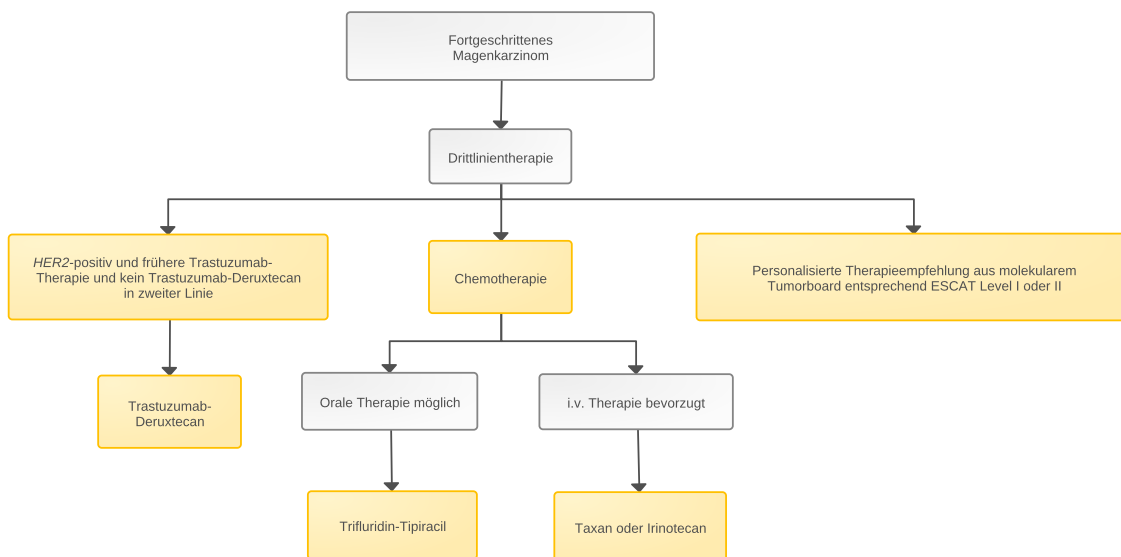 Fortgeschrittenes
Magenkarzinom
Drittlinientherapie
HER2-positiv und frühere Trastuzumab-
Therapie und kein Trastuzumab-Deruxtecan
in zweiter Linie
Chemotherapie
Personalisierte Therapieempfehlung aus molekularem
Tumorboard entsprechend ESCAT Level I oder II
Trastuzumab-
Deruxtecan
Orale Therapie möglich
i.v. Therapie bevorzugt
Trifluridin-Tipiracil
Taxan oder Irinotecan